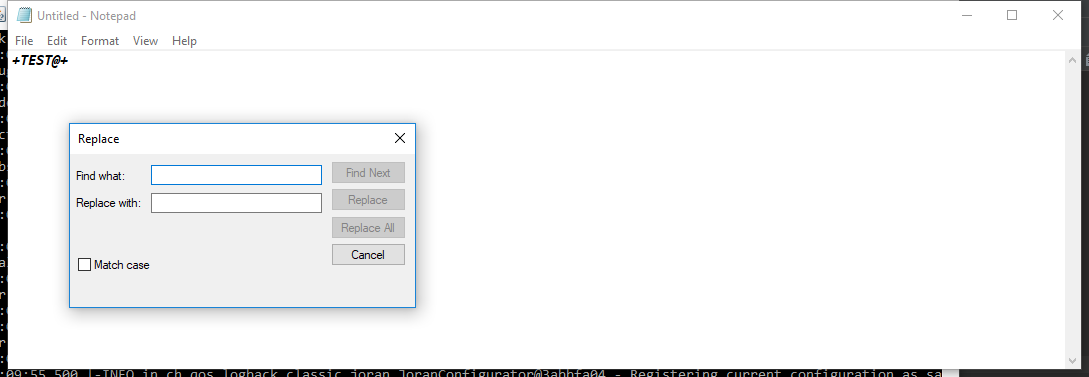 Untitled - Notepad
File Edit Format View Help
+TEST@+
Replace
Find what:
Find Next
Replace with:
Replace
Replace All
Cancel
Match case
:09:55,500 |-INFO in ch.qos.logback.classic.joran.JoranConfigurator@3abbfa04 - Registering current configuration as sa